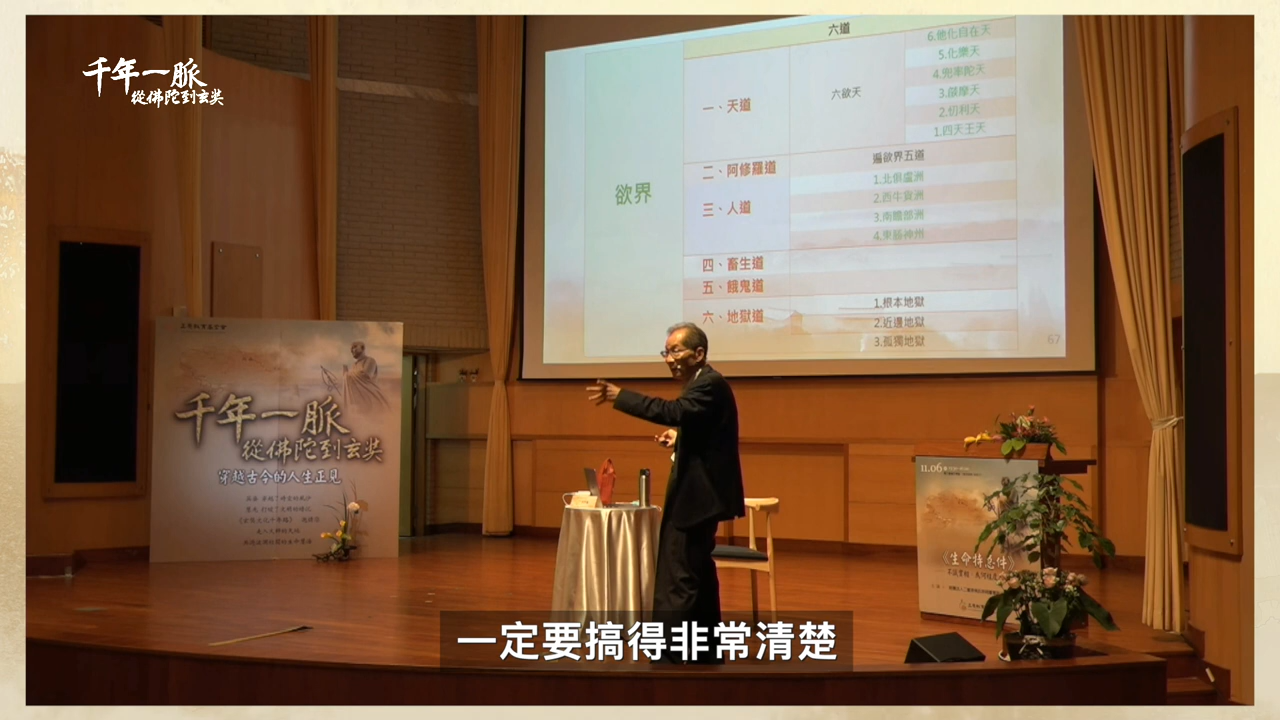 千年一脈
從佛陀到玄奘
六道
欲界
一、天道
六欲天
6.他化自在天
5.化樂天
4.兜率陀天
3.燄摩天
2.忉利天
1.四天王天
二、阿修羅道
遍欲界五道
三、人道
1.北俱盧洲
2.西牛貨洲
3.南贍部洲
4.東勝神州
四、畜生道
五、餓鬼道
六、地獄道
1.根本地獄
2.近邊地獄
3.孤獨地獄
67
千年一脈
從佛陀到玄奘
穿越古今的人生正見
11.06
《生命待急件》
一定要搞得非常清楚